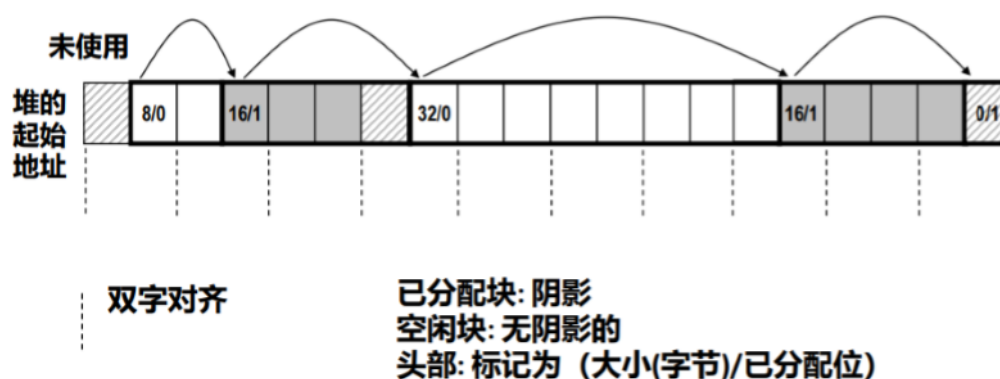 未使用
堆的
起始
地址
8/0 16/1 32/0 16/1 0/1
双字对齐
已分配块: 阴影
空闲块: 无阴影的
头部: 标记为（大小(字节)/已分配位）